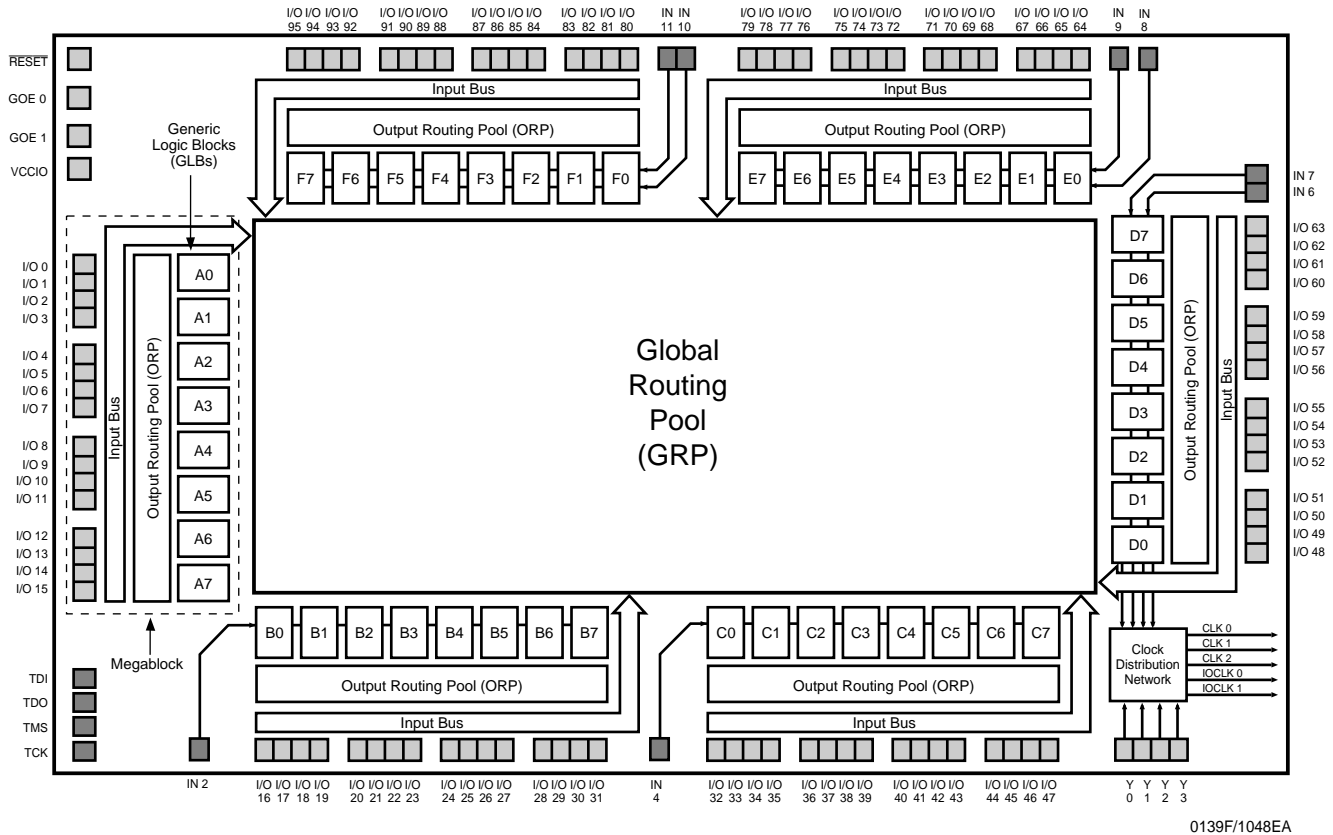 I/O I/O I/O I/O
95 94 93 92
I/O I/O I/O I/O
91 90 89 88
I/O I/O I/O I/O
87 86 85 84
I/O I/O I/O I/O
83 82 81 80
IN IN
11 10
I/O I/O I/O I/O
79 78 77 76
I/O I/O I/O I/O
75 74 73 72
I/O I/O I/O I/O
71 70 69 68
I/O I/O I/O I/O
67 66 65 64
IN
9
IN
8
RESET
GOE 0
GOE 1
VCCIO
Input Bus
Output Routing Pool (ORP)
F7 F6 F5 F4 F3 F2 F1 F0
Input Bus
Output Routing Pool (ORP)
E7 E6 E5 E4 E3 E2 E1 E0
Generic
Logic Blocks
(GLBs)
IN 7
IN 6
I/O 0
I/O 1
I/O 2
I/O 3
I/O 4
I/O 5
I/O 6
I/O 7
I/O 8
I/O 9
I/O 10
I/O 11
I/O 12
I/O 13
I/O 14
I/O 15
Input Bus
Output Routing Pool (ORP)
A0
A1
A2
A3
A4
A5
A6
A7
Megablock
Global
Routing
Pool
(GRP)
D7
D6
D5
D4
D3
D2
D1
D0
Output Routing Pool (ORP)
Input Bus
I/O 63
I/O 62
I/O 61
I/O 60
I/O 59
I/O 58
I/O 57
I/O 56
I/O 55
I/O 54
I/O 53
I/O 52
I/O 51
I/O 50
I/O 49
I/O 48
B0 B1 B2 B3 B4 B5 B6 B7
Output Routing Pool (ORP)
Input Bus
C0 C1 C2 C3 C4 C5 C6 C7
Output Routing Pool (ORP)
Input Bus
Clock
Distribution
Network
CLK 0
CLK 1
CLK 2
IOCLK 0
IOCLK 1
TDI
TDO
TMS
TCK
IN 2
I/O I/O I/O I/O
16 17 18 19
I/O I/O I/O I/O
20 21 22 23
I/O I/O I/O I/O
24 25 26 27
I/O I/O I/O I/O
28 29 30 31
IN
4
I/O I/O I/O I/O
32 33 34 35
I/O I/O I/O I/O
36 37 38 39
I/O I/O I/O I/O
40 41 42 43
I/O I/O I/O I/O
44 45 46 47
Y Y Y Y
0 1 2 3
0139F/1048EA